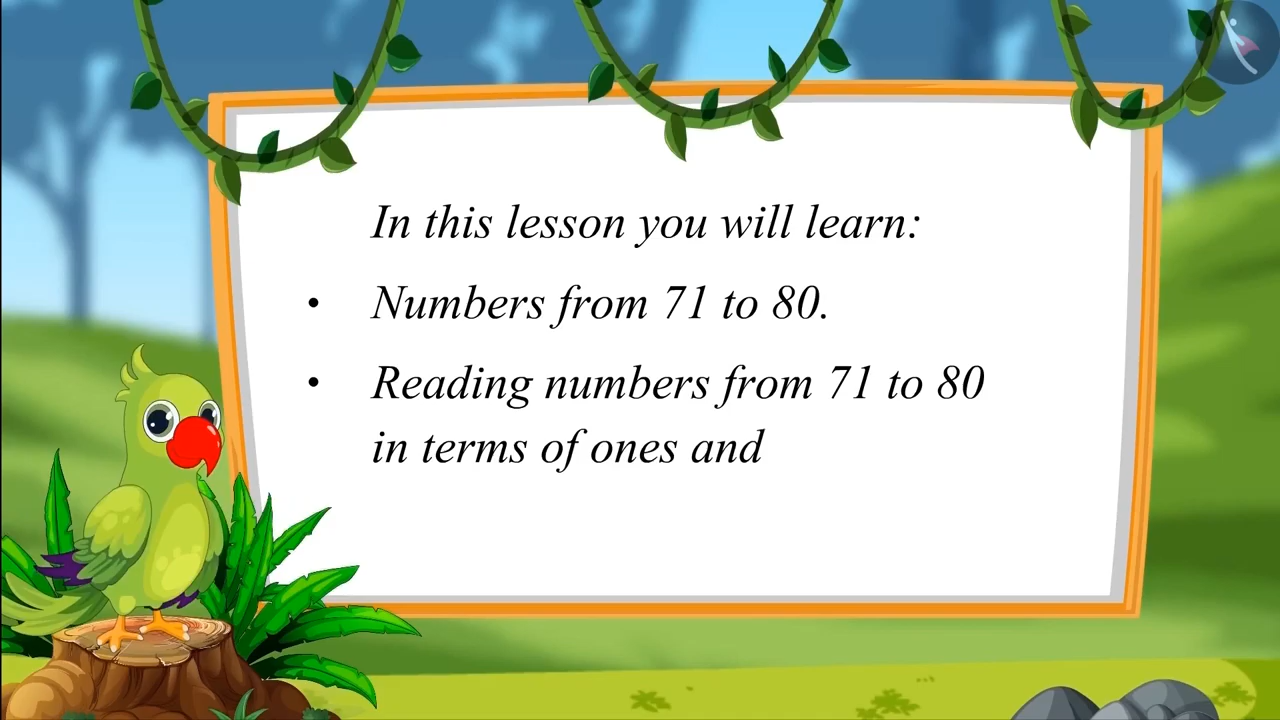 In this lesson you will learn:
• Numbers from 71 to 80.
• Reading numbers from 71 to 80
in terms of ones and